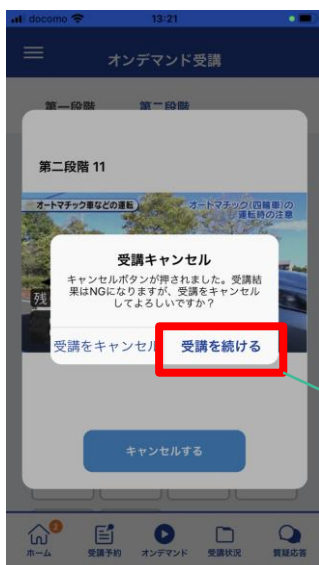 docomo 13:21
オンデマンド受講
第一段階 第二段階
第二段階 11
オートマチック車などの運転
オートマチック(四輪車)の
運転時の注意
残
受講キャンセル
キャンセルボタンが押されました。受講結
果はNGになりますが、受講をキャンセル
してよろしいですか？
受講をキャンセル 受講を続ける
キャンセルする
2
ホーム 受講予約 オンデマンド 受講状況 質疑応答